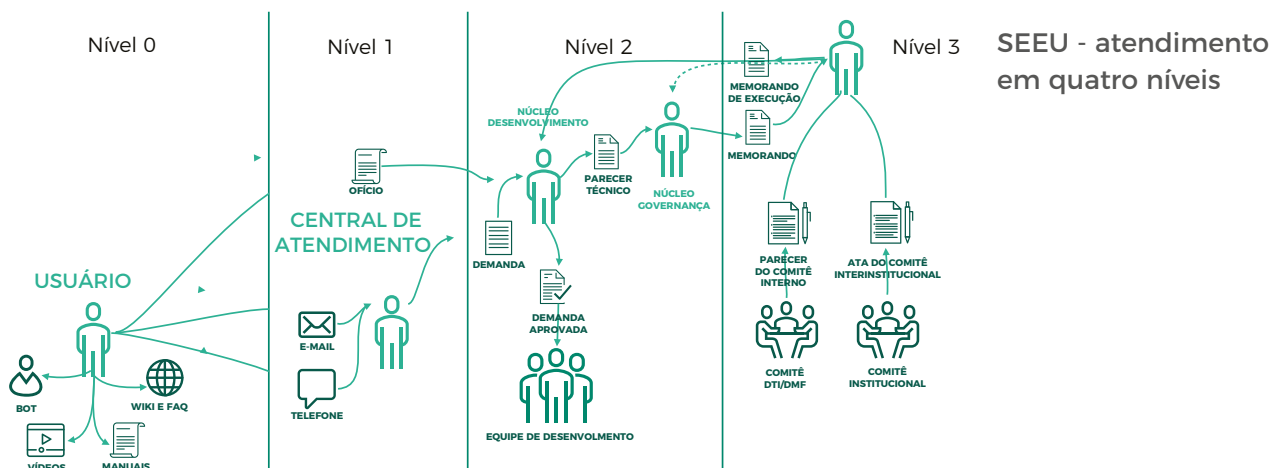 Nível 0
Nível 1
Nível 2
Nível 3
SEEU - atendimento
em quatro níveis
USUÁRIO
BOT
WIKI E FAQ
VÍDEOS
MANUAIS
OFÍCIO
CENTRAL DE
ATENDIMENTO
E-MAIL
TELEFONE
NÚCLEO
DESENVOLVIMENTO
DEMANDA
PARECER
TÉCNICO
NÚCLEO
GOVERNANÇA
DEMANDA
APROVADA
EQUIPE DE DESENVOLMENTO
MEMORANDO
DE EXECUÇÃO
MEMORANDO
PARECER
DO COMITÊ
INTERNO
ATA DO COMITÊ
INTERINSTITUCIONAL
COMITÊ
DTI/DMF
COMITÊ
INSTITUCIONAL